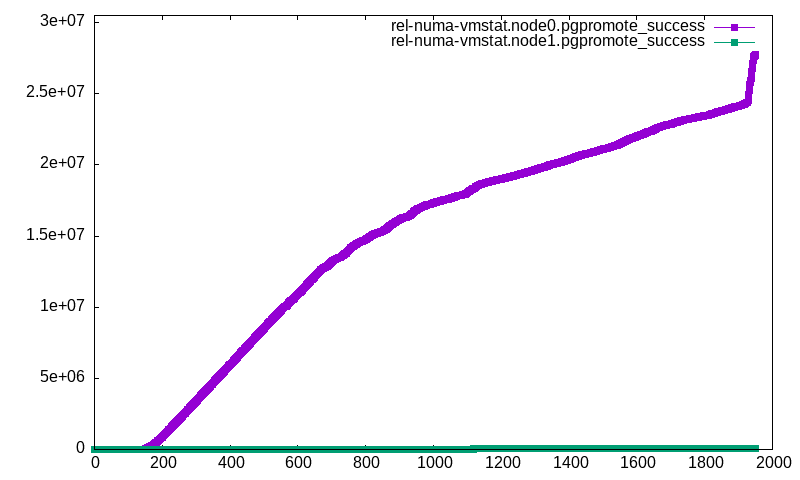 3e+07
2.5e+07
2e+07
1.5e+07
1e+07
5e+06
0
rel-numa-vmstat.node0.pgpromote_success
rel-numa-vmstat.node1.pgpromote_success
0 200 400 600 800 1000 1200 1400 1600 1800 2000